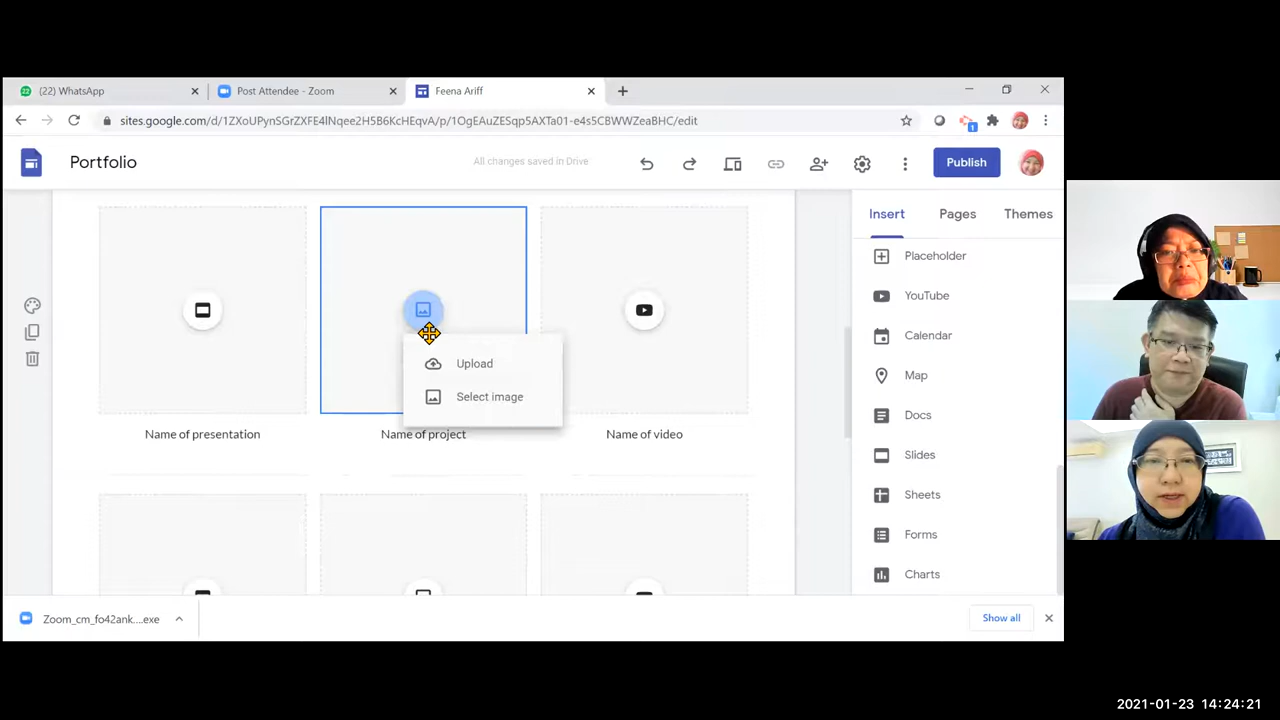 (22) WhatsApp
Post Attendee - Zoom
Feena Ariff
sites.google.com/d/1ZXoUPynSGrZXFE4lNqee2H5B6KcHEqvA/p/1OgEAuZESqp5AXTa01-e4s5CBWWZeaBHC/edit
1
Portfolio
All changes saved in Drive
Publish
Insert
Pages
Themes
Placeholder
YouTube
Calendar
Map
Docs
Slides
Sheets
Forms
Charts
Upload
Select image
Name of presentation
Name of project
Name of video
Zoom_cm_fo42ank....exe
Show all
2021-01-23 14:24:21